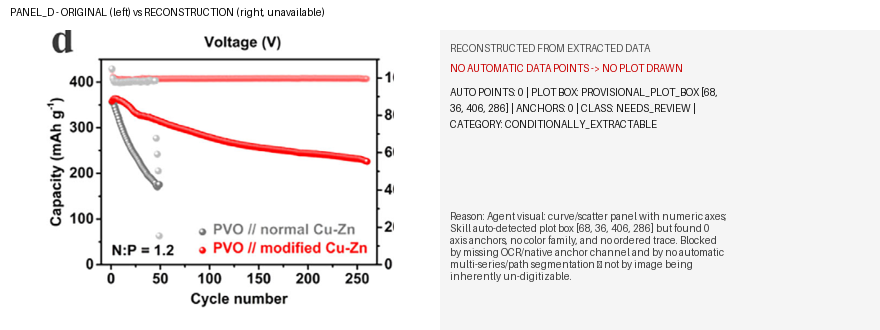 PANEL_D - ORIGINAL (left) vs RECONSTRUCTION (right, unavailable)
d
Voltage (V)
400
300
200
100
0
Capacity (mAh g⁻¹)
10
80
60
40
20
0
PVO // normal Cu-Zn
PVO // modified Cu-Zn
N:P = 1.2
0 50 100 150 200 250
Cycle number
RECONSTRUCTED FROM EXTRACTED DATA
NO AUTOMATIC DATA POINTS -> NO PLOT DRAWN
AUTO POINTS: 0 | PLOT BOX: PROVISIONAL_PLOT_BOX [68,
36, 406, 286] | ANCHORS: 0 | CLASS: NEEDS_REVIEW |
CATEGORY: CONDITIONALLY_EXTRACTABLE
Reason: Agent visual: curve/scatter panel with numeric axes;
Skill auto-detected plot box [68, 36, 406, 286] but found 0
axis anchors, no color family, and no ordered trace. Blocked
by missing OCR/native anchor channel and by no automatic
multi-series/path segmentation not by image being
inherently un-digitizable.